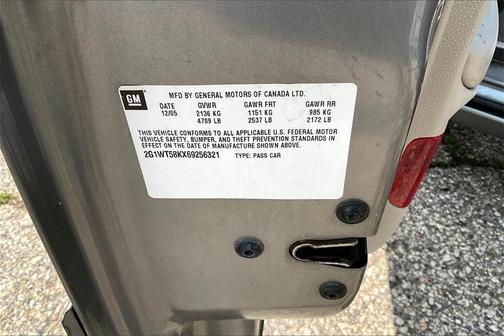 GM
MFD BY GENERAL MOTORS OF CANADA LTD.
DATE GVWR GAWR FRT GAWR RR
12/05 2136 KG 1151 KG 985 KG
4709 LB 2537 LB 2172 LB
THIS VEHICLE CONFORMS TO ALL APPLICABLE U.S. FEDERAL MOTOR
VEHICLE SAFETY, BUMPER, AND THEFT PREVENTION STANDARDS IN
EFFECT ON THE DATE OF MANUFACTURE SHOWN ABOVE.
2G1WT58KX69256321 TYPE: PASS CAR